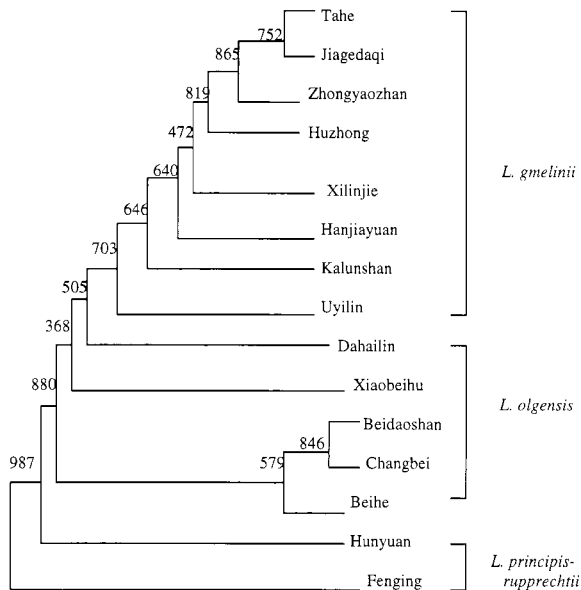 Tahe
752
Jiagedaqi
865
Zhongyaozhan
819
Huzhong
472
L. gmelinii
640
Xilinjie
646
Hanjiayuan
703
Kalunshan
505
Uyilin
368
Dahailin
880
Xiaobeihu
L. olgensis
Beidaoshan
846
987
579
Changbei
Beihe
Hunyuan
L. principis-
rupprechtii
Fenging